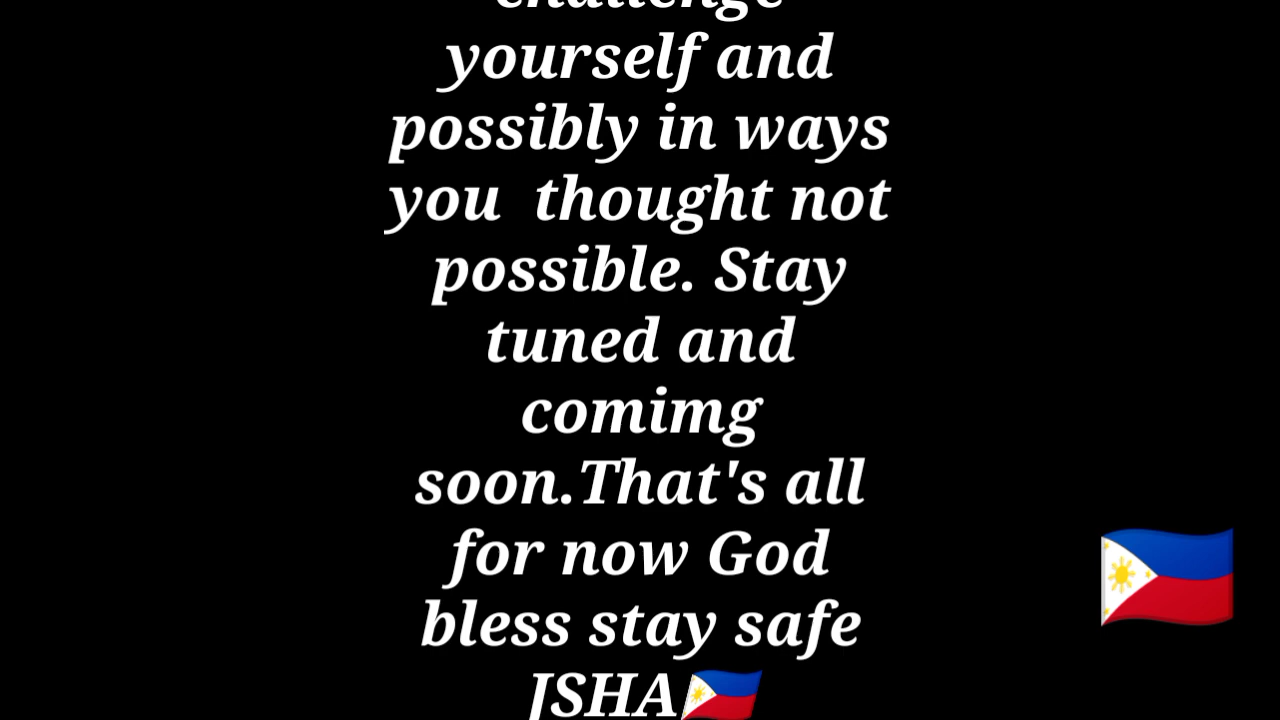 challenge
yourself and
possibly in ways
you  thought not
possible. Stay
tuned and
comimg
soon.That's all
for now God
bless stay safe
JSHA🇵🇭